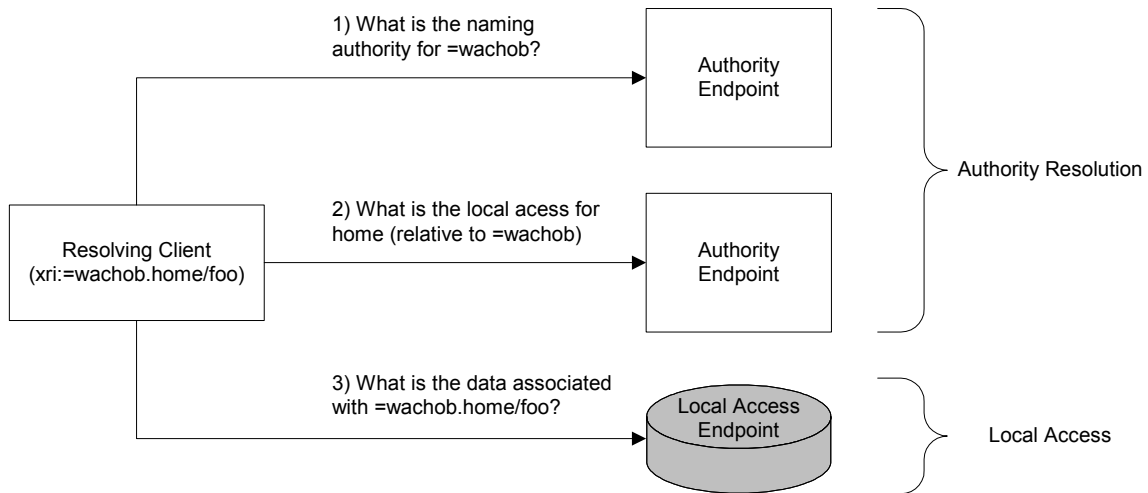 1) What is the naming
authority for =wachob?
Authority
Endpoint
Authority Resolution
2) What is the local acess for
home (relative to =wachob)
Resolving Client
(xri:=wachob.home/foo)
Authority
Endpoint
3) What is the data associated
with =wachob.home/foo?
Local Access
Endpoint
Local Access